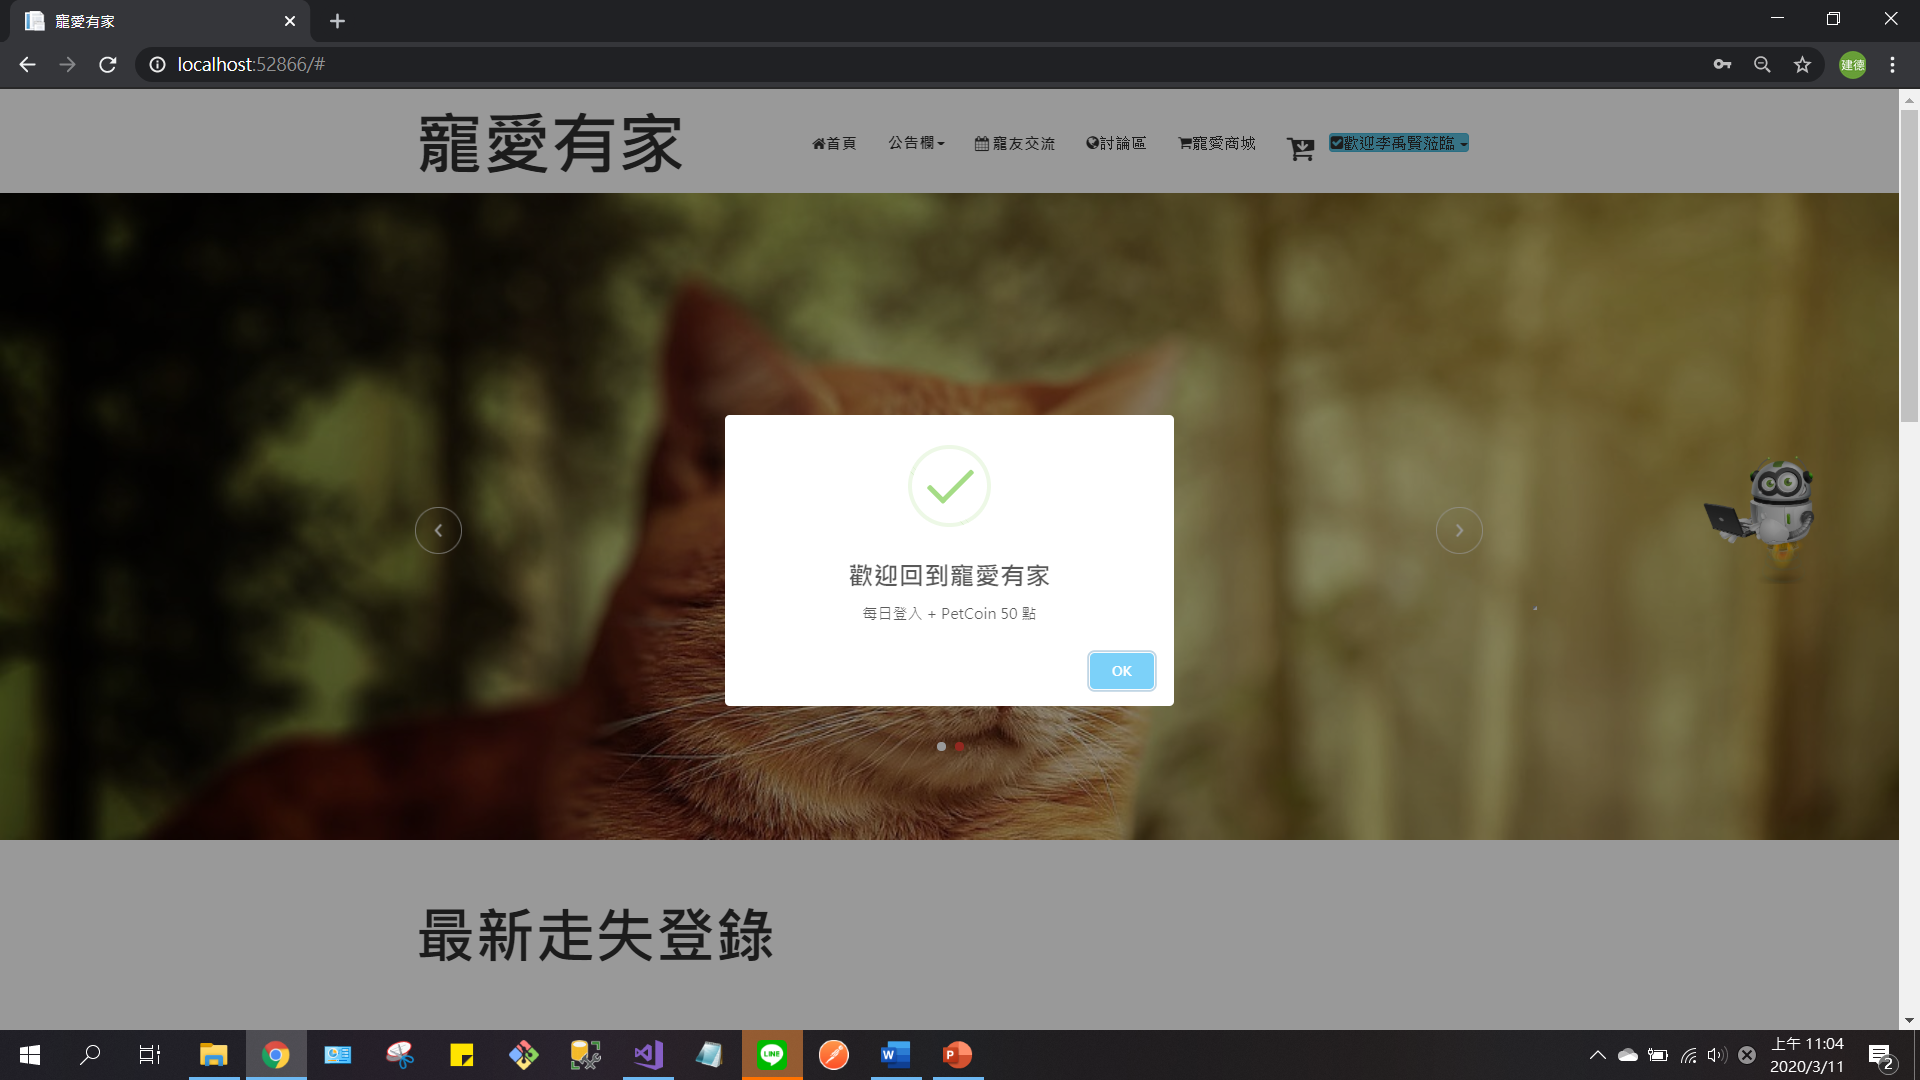 寵愛有家
localhost:52866/#
建德
寵愛有家
首頁
公告欄
寵友交流
討論區
寵愛商城
歡迎李禹賢蒞臨
歡迎回到寵愛有家
每日登入 + PetCoin 50 點
OK
最新走失登錄
LINE
W
P
上午 11:04
2020/3/11
2